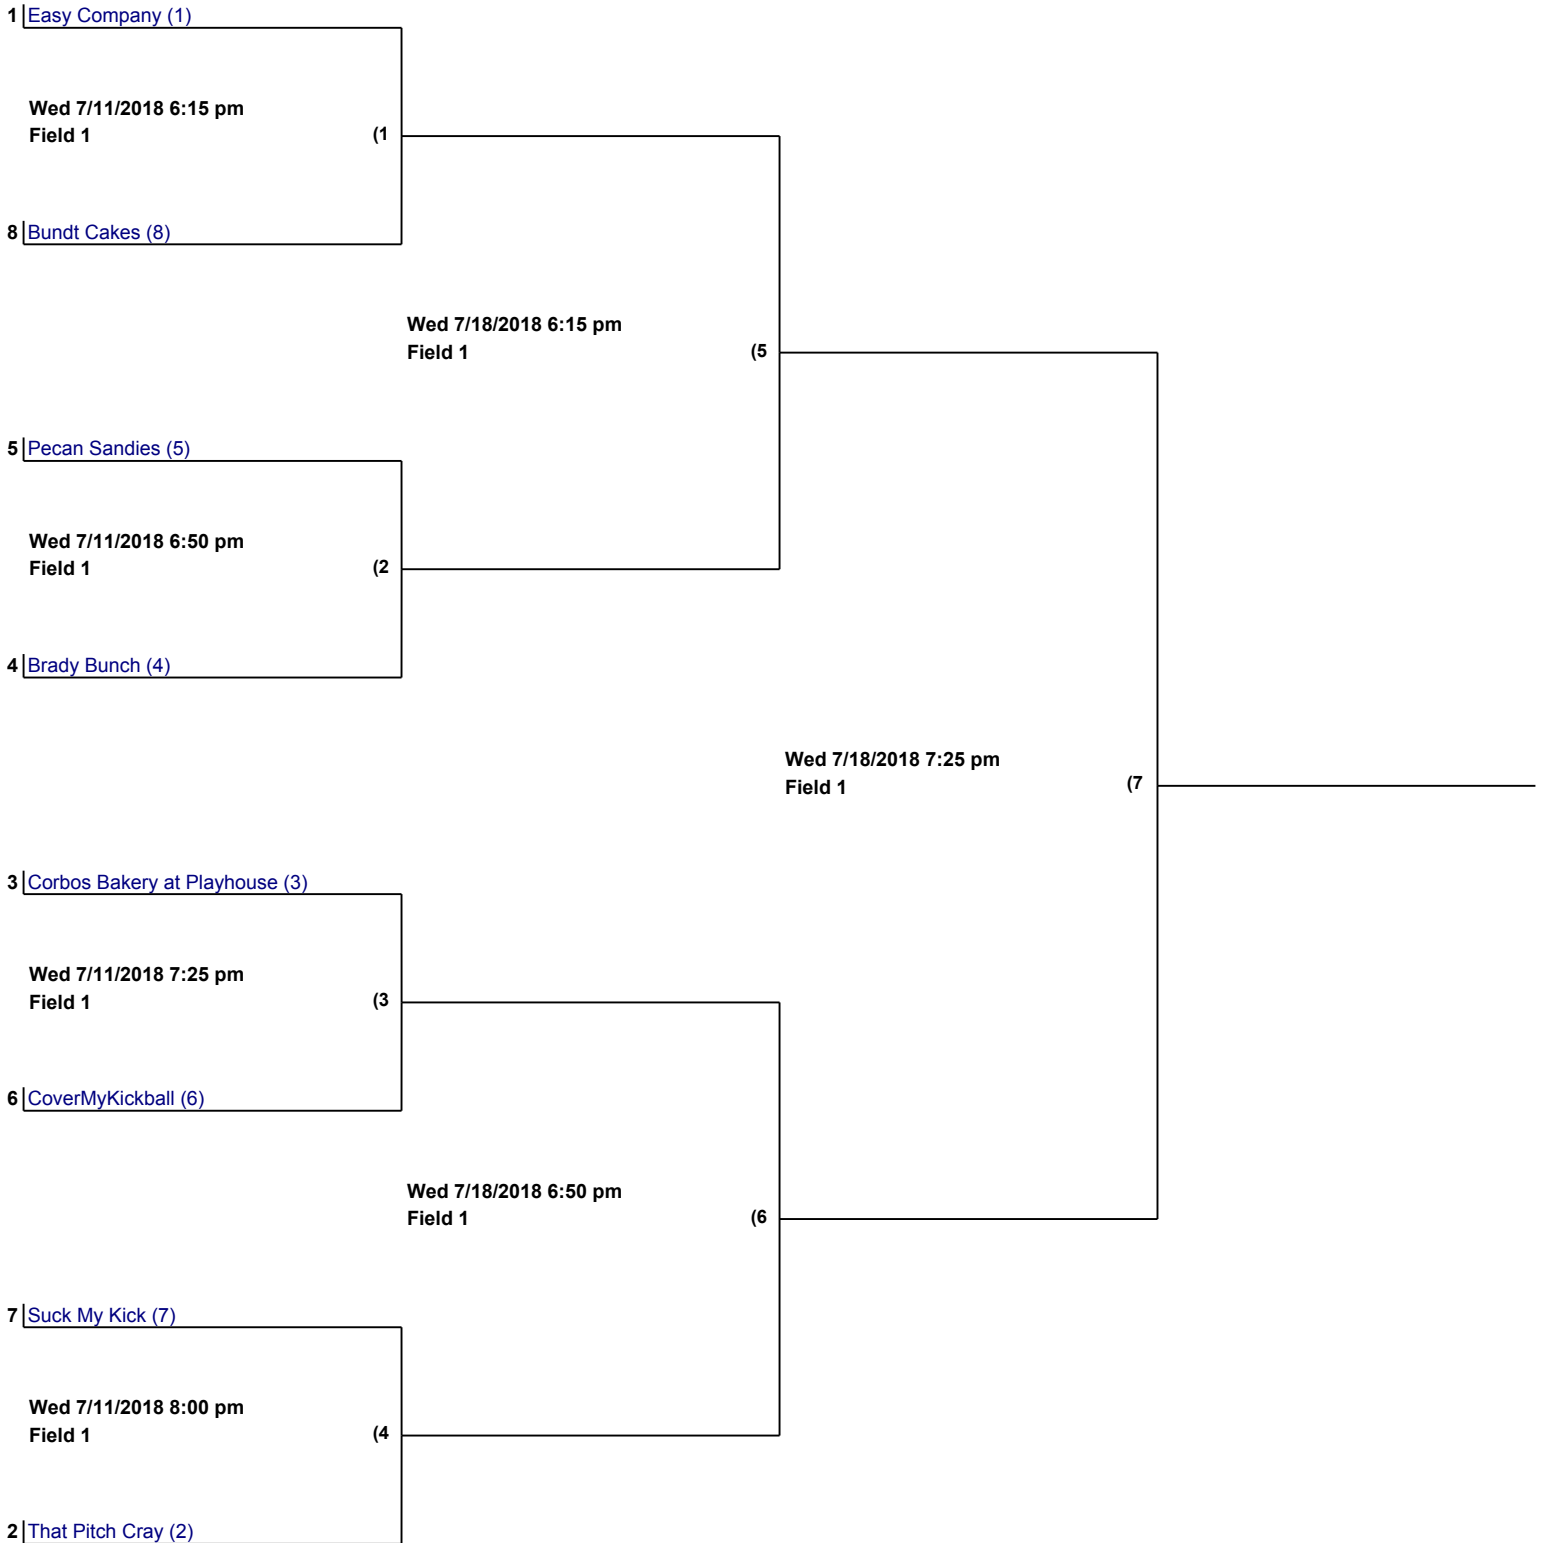 1 Easy Company (1)
Wed 7/11/2018 6:15 pm
Field 1 (1
8 Bundt Cakes (8)
Wed 7/18/2018 6:15 pm
Field 1 (5
5 Pecan Sandies (5)
Wed 7/11/2018 6:50 pm
Field 1 (2
4 Brady Bunch (4)
Wed 7/18/2018 7:25 pm
Field 1 (7
3 Corbos Bakery at Playhouse (3)
Wed 7/11/2018 7:25 pm
Field 1 (3
6 CoverMyKickball (6)
Wed 7/18/2018 6:50 pm
Field 1 (6
7 Suck My Kick (7)
Wed 7/11/2018 8:00 pm
Field 1 (4
2 That Pitch Cray (2)